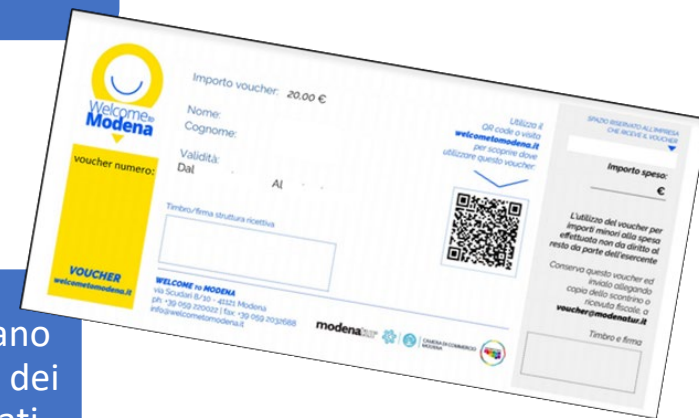 Welcome to
Modena
voucher numero:
VOUCHER
welcometomodena.it
Importo voucher: 20.00 €
Nome:
Cognome:
Validità:
Dal
Al
Timbro/firma struttura ricettiva
WELCOME TO MODENA
via Scudari 8/10 - 41121 Modena
ph. +39 059 220022 | fax: +39 059 2032688
info@welcometomodena.it
Utilizza il
QR code o visita
welcometomodena.it
per scoprire dove
utilizzare questo voucher
modenatur
CAMERA DI COMMERCIO
MODENA
SPAZIO RISERVATO ALL'IMPRESA
CHE RICEVE IL VOUCHER
Importo speso:
€
L'utilizzo del voucher per
importi minori alla spesa
effettuata non da diritto al
resto da parte dell'esercente
Conserva questo voucher ed
invialo allegando
copia dello scontrino o
ricevuta fiscale, a
voucher@modenatur.it
Timbro e firma
dei